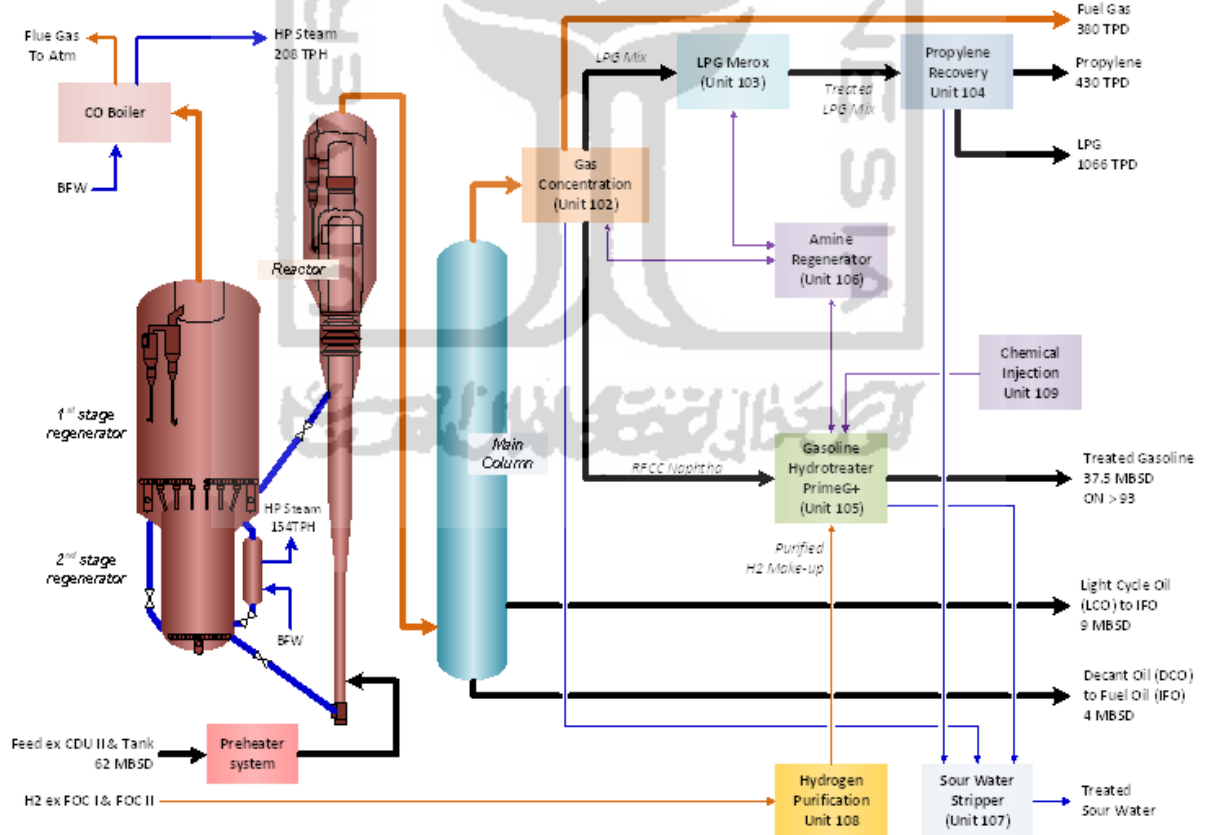 Flue Gas
To Atm
HP Steam
208 TPH
CO Boiler
BFW
LPG Mix
LPG Merox
(Unit 103)
Treated
LPG Mix
Propylene
Recovery
Unit 104
Fuel Gas
380 TPD
Propylene
430 TPD
LPG
1066 TPD
Gas
Concentration
(Unit 102)
Reactor
Amine
Regenerator
(Unit 106)
Chemical
Injection
Unit 109
1st stage
regenerator
Main
Column
RFCC Naphtha
Gasoline
Hydrotreater
PrimeG+
(Unit 105)
Treated Gasoline
37.5 MBSD
ON > 93
HP Steam
154TPH
2nd stage
regenerator
BFW
Purified
H2 Make-up
Light Cycle Oil
(LCO) to IFO
9 MBSD
Decant Oil (DCO)
to Fuel Oil (IFO)
4 MBSD
Feed ex CDU II & Tank
62 MBSD
Preheater
system
H2 ex FOC I & FOC II
Hydrogen
Purification
Unit 108
Sour Water
Stripper
(Unit 107)
Treated
Sour Water